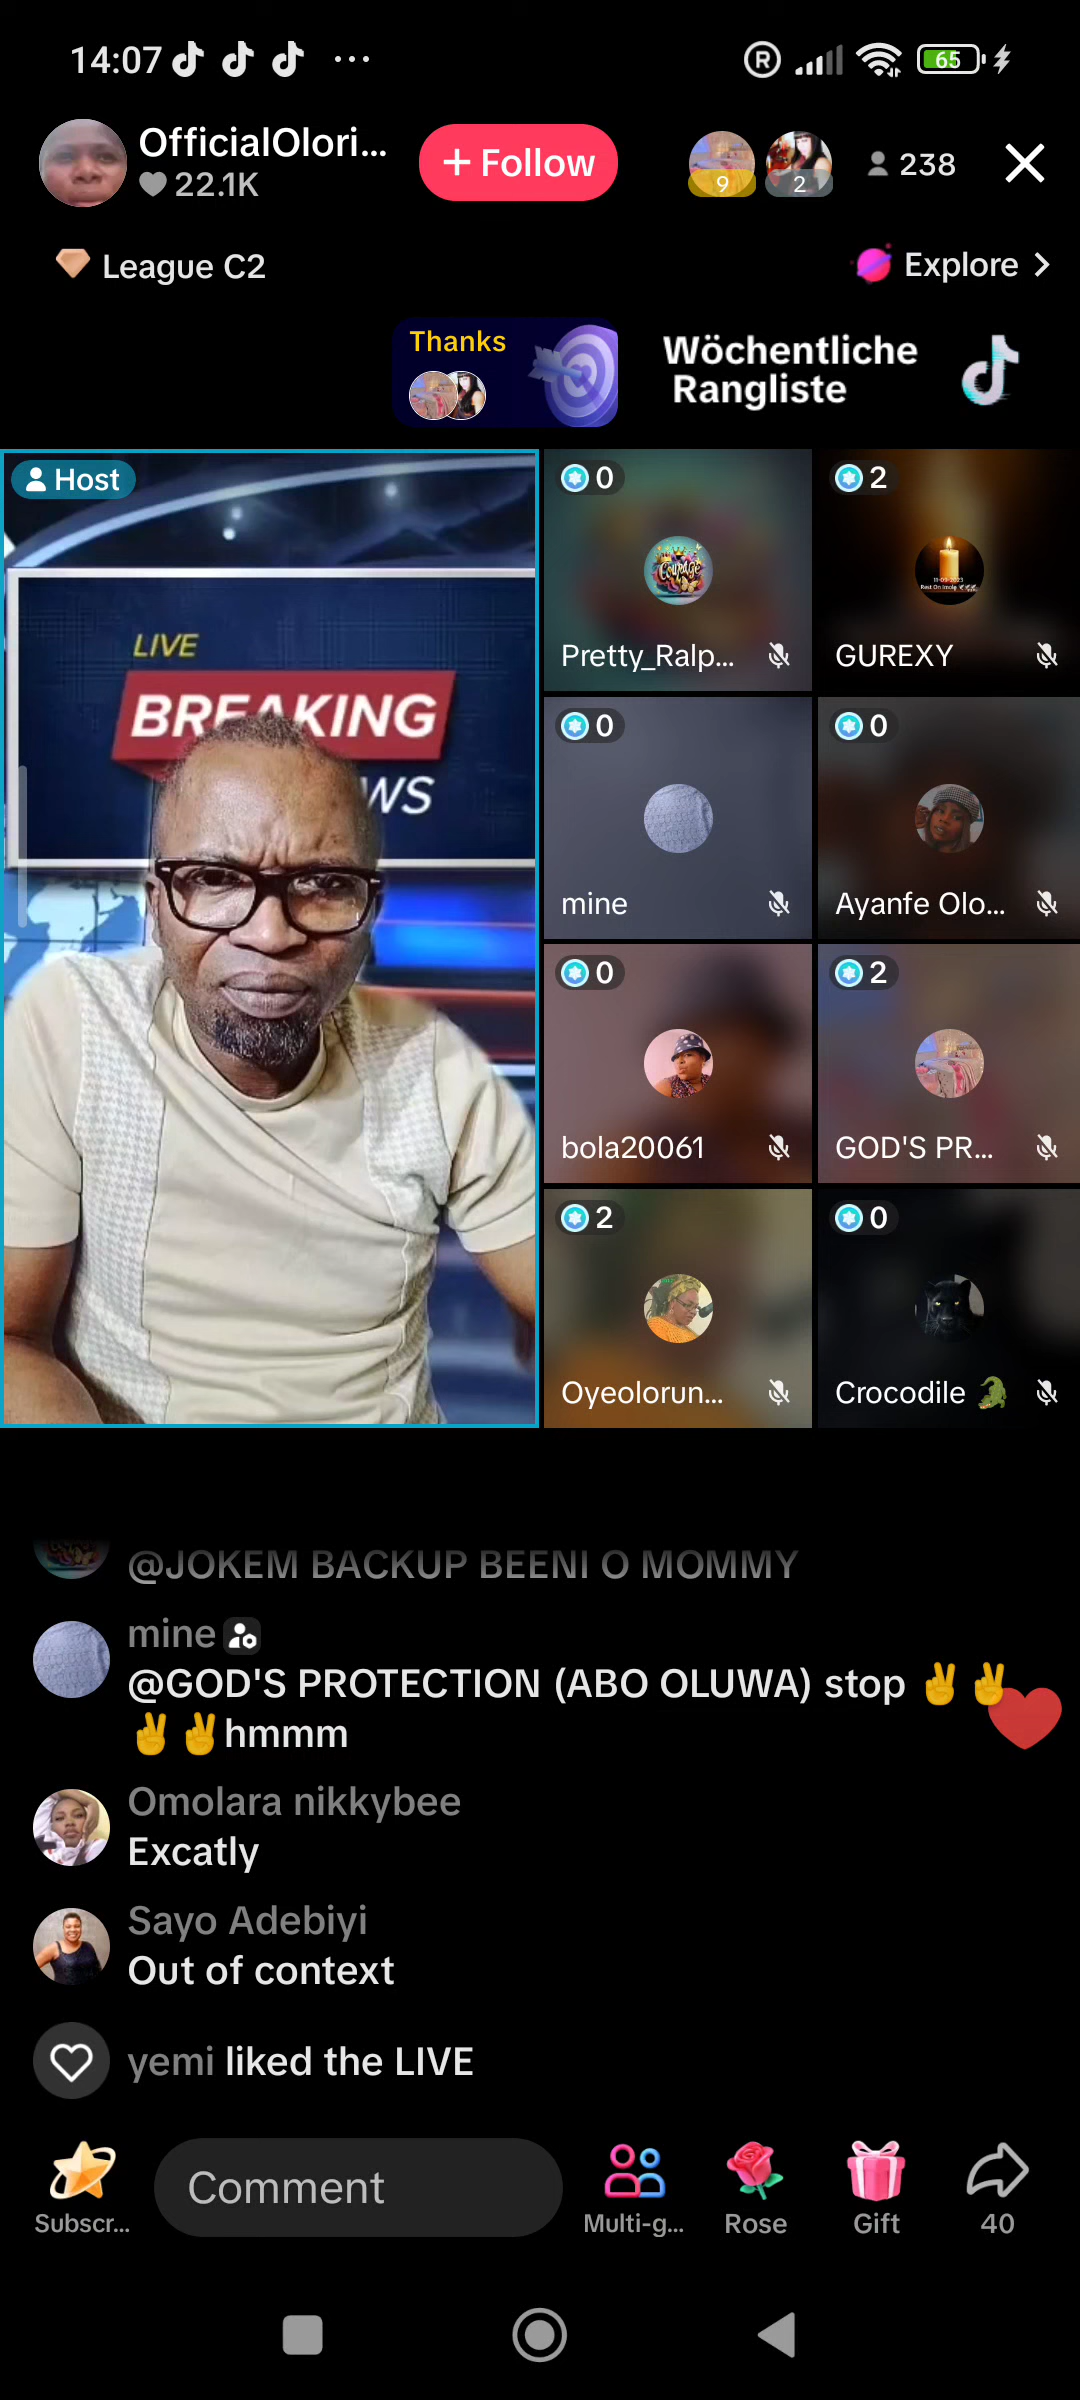 14:07
R
65
OfficialOlori...
22.1K
+ Follow
9
2
238
League C2
Explore
Thanks
Wöchentliche
Rangliste
Host
LIVE
BREAKING
WS
0
Pretty_Ralp...
2
GUREXY
0
mine
0
Ayanfe Olo...
0
bola20061
2
GOD'S PR...
2
Oyeolorun...
0
Crocodile 🐊
@JOKEM BACKUP BEENI O MOMMY
mine
@GOD'S PROTECTION (ABO OLUWA) stop ✌️✌️
✌️✌️hmmm
Omolara nikkybee
Excatly
Sayo Adebiyi
Out of context
yemi liked the LIVE
Comment
Subscr...
Multi-g...
Rose
Gift
40